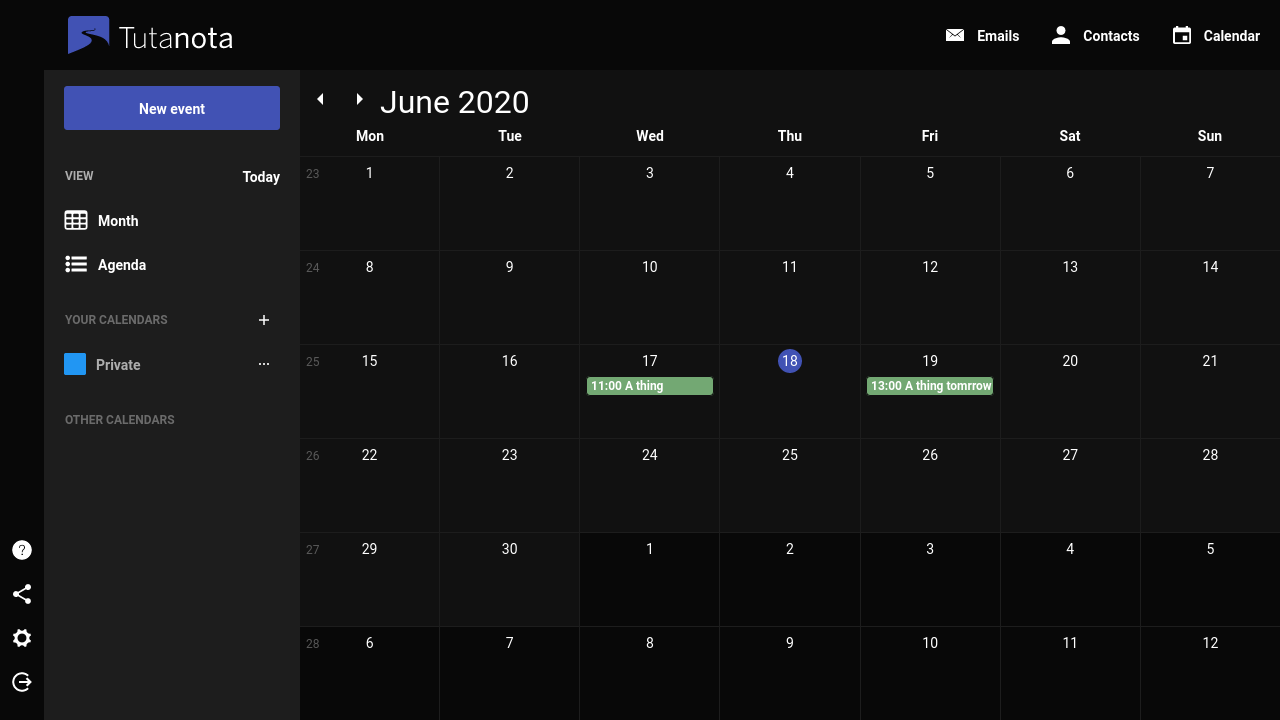 Tutanota
Emails Contacts Calendar
New event
VIEW Today
Month
Agenda
YOUR CALENDARS +
Private ...
OTHER CALENDARS
June 2020
Mon Tue Wed Thu Fri Sat Sun
23 1 2 3 4 5 6 7
24 8 9 10 11 12 13 14
25 15 16 17 18 19 20 21
11:00 A thing 13:00 A thing tomrrow
26 22 23 24 25 26 27 28
27 29 30 1 2 3 4 5
28 6 7 8 9 10 11 12
?